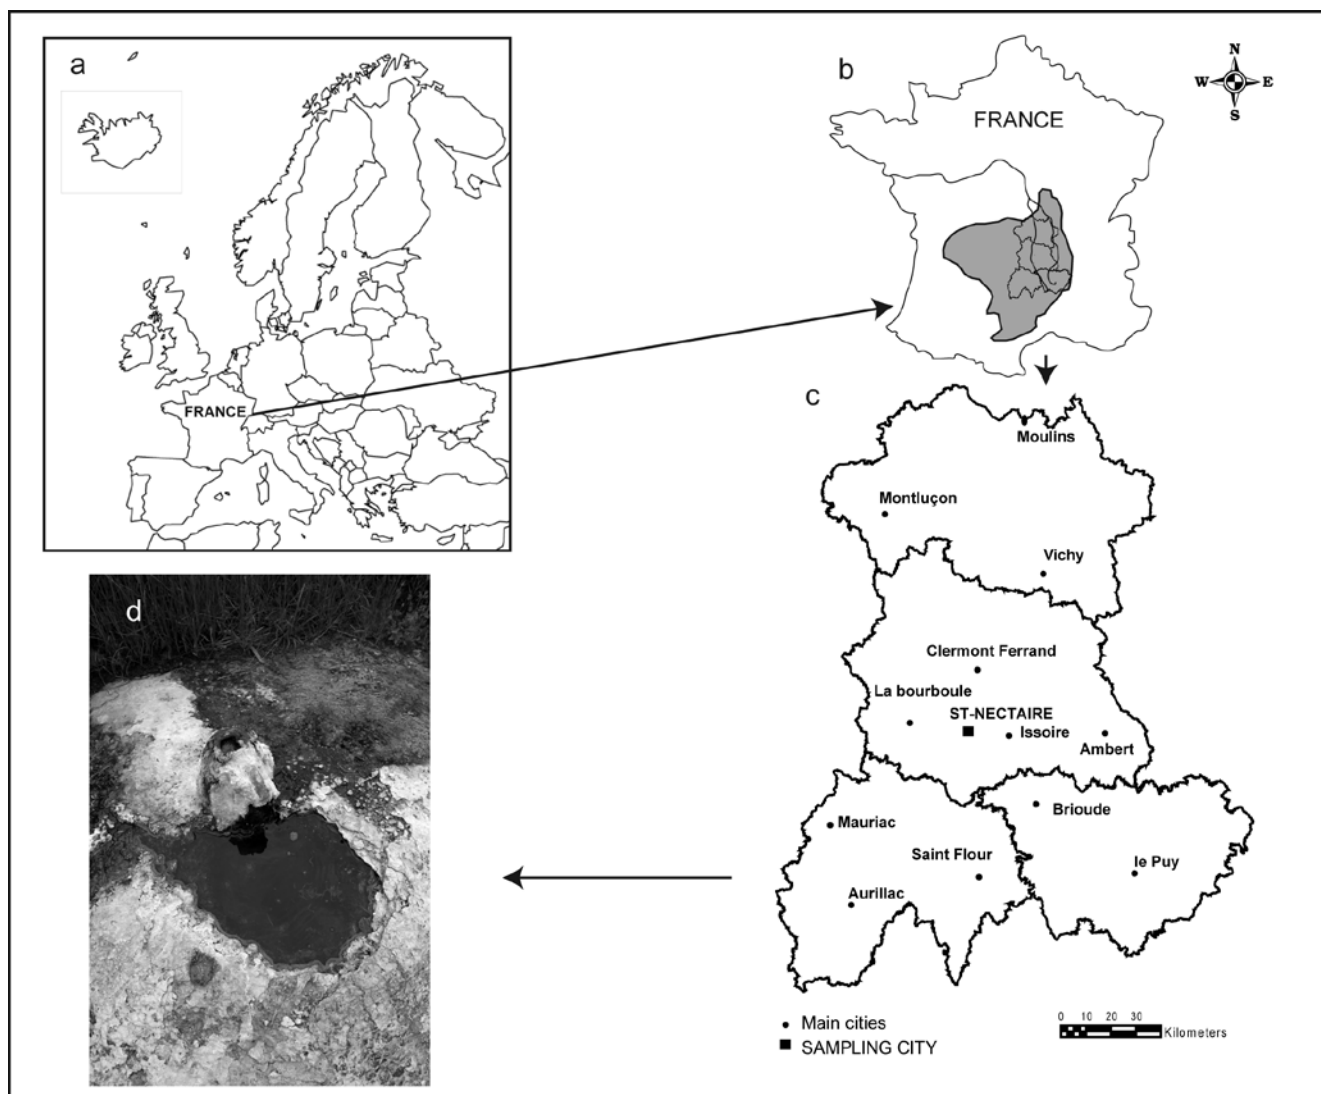 a
FRANCE
b
FRANCE
N
W E
S
c
Moulins
Montluçon
Vichy
Clermont Ferrand
La bourboule
ST-NECTAIRE
Issoire
Ambert
Brioude
Mauriac
Saint Flour
le Puy
Aurillac
Main cities
SAMPLING CITY
0 10 20 30
Kilometers
d